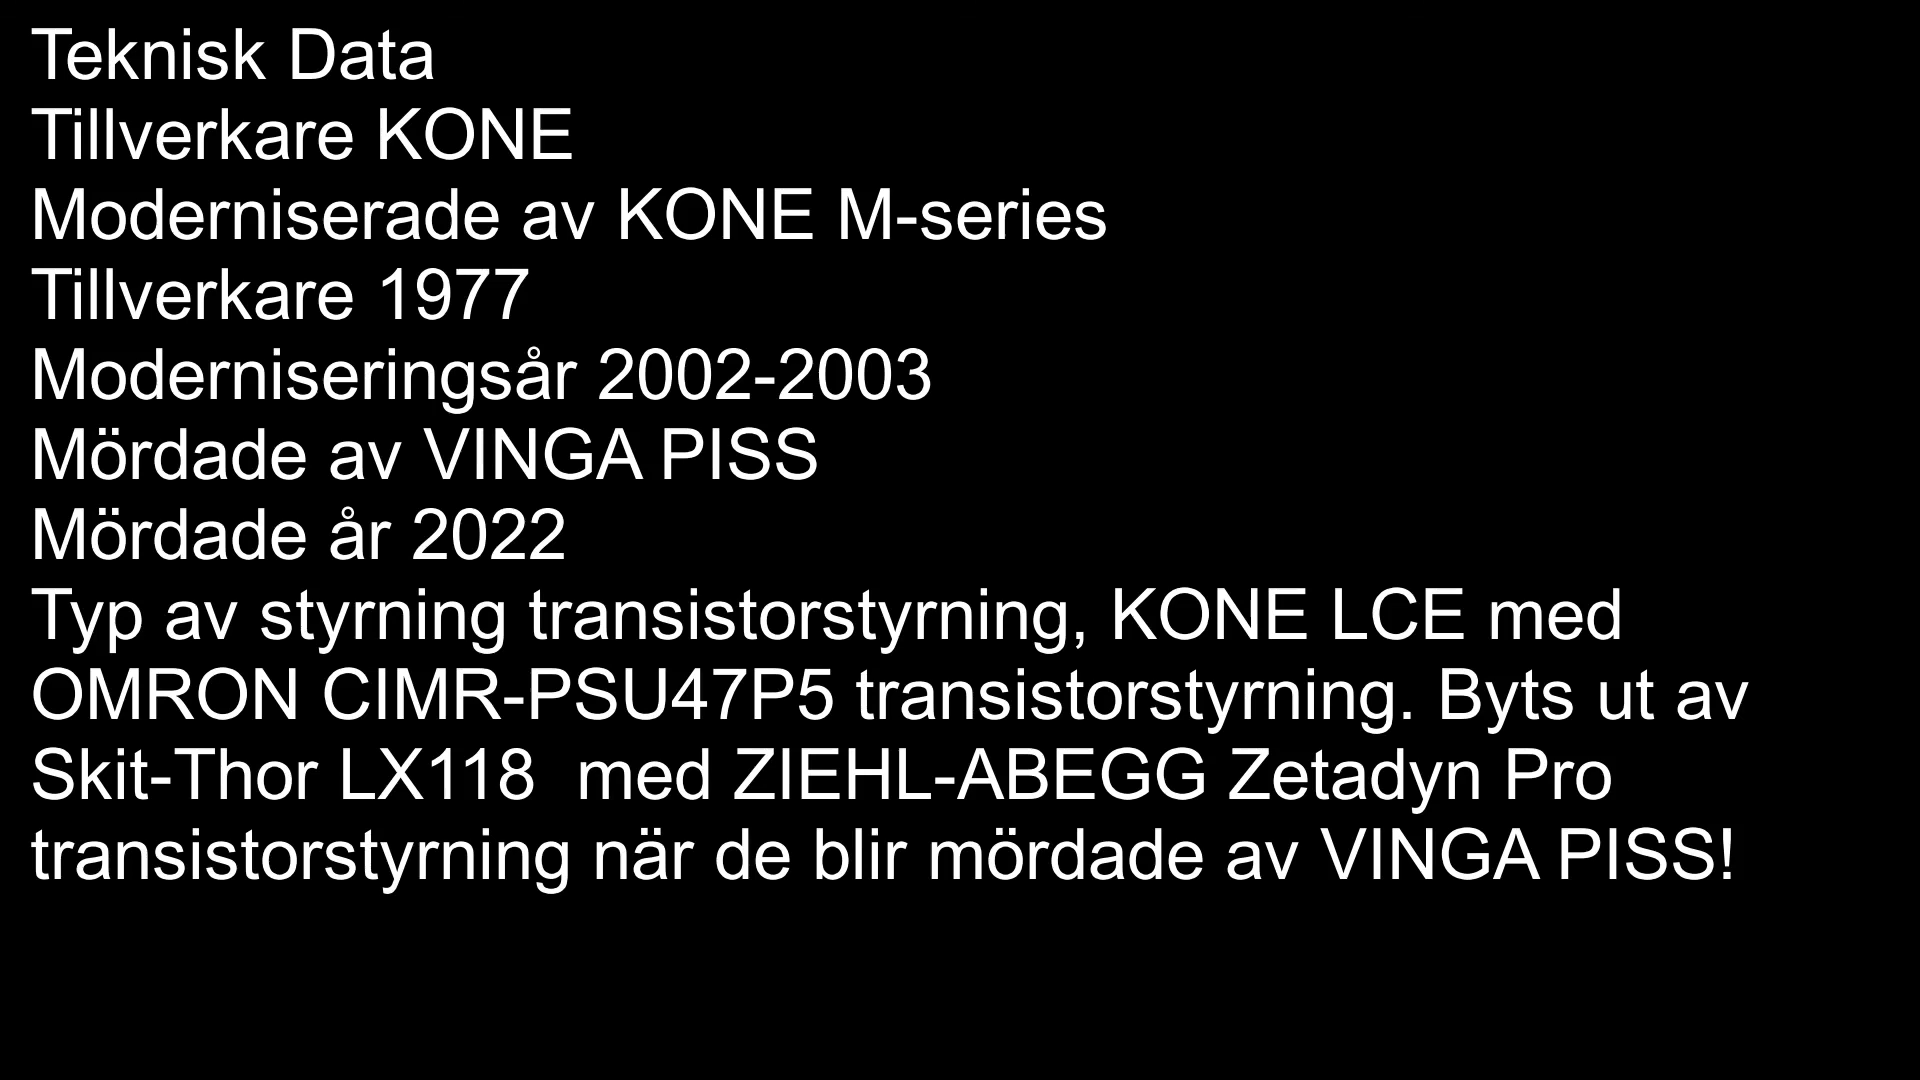 Teknisk Data
Tillverkare KONE
Moderniserade av KONE M-series
Tillverkare 1977
Moderniseringsår 2002-2003
Mördade av VINGA PISS
Mördade år 2022
Typ av styrning transistorstyrning, KONE LCE med
OMRON CIMR-PSU47P5 transistorstyrning. Byts ut av
Skit-Thor LX118  med ZIEHL-ABEGG Zetadyn Pro
transistorstyrning när de blir mördade av VINGA PISS!